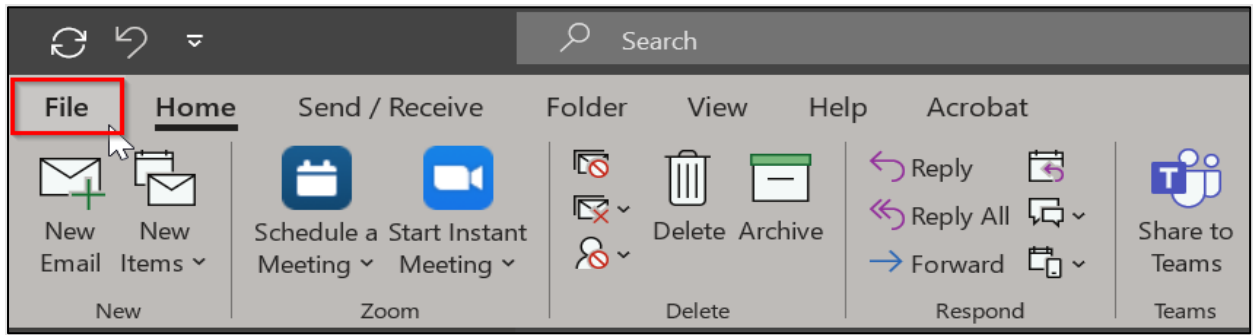 Search
File Home Send / Receive Folder View Help Acrobat
New Email
New Items
Schedule a Meeting
Start Instant Meeting
Delete Archive
Reply
Reply All
Forward
T
Share to Teams
New Zoom Delete Respond Teams